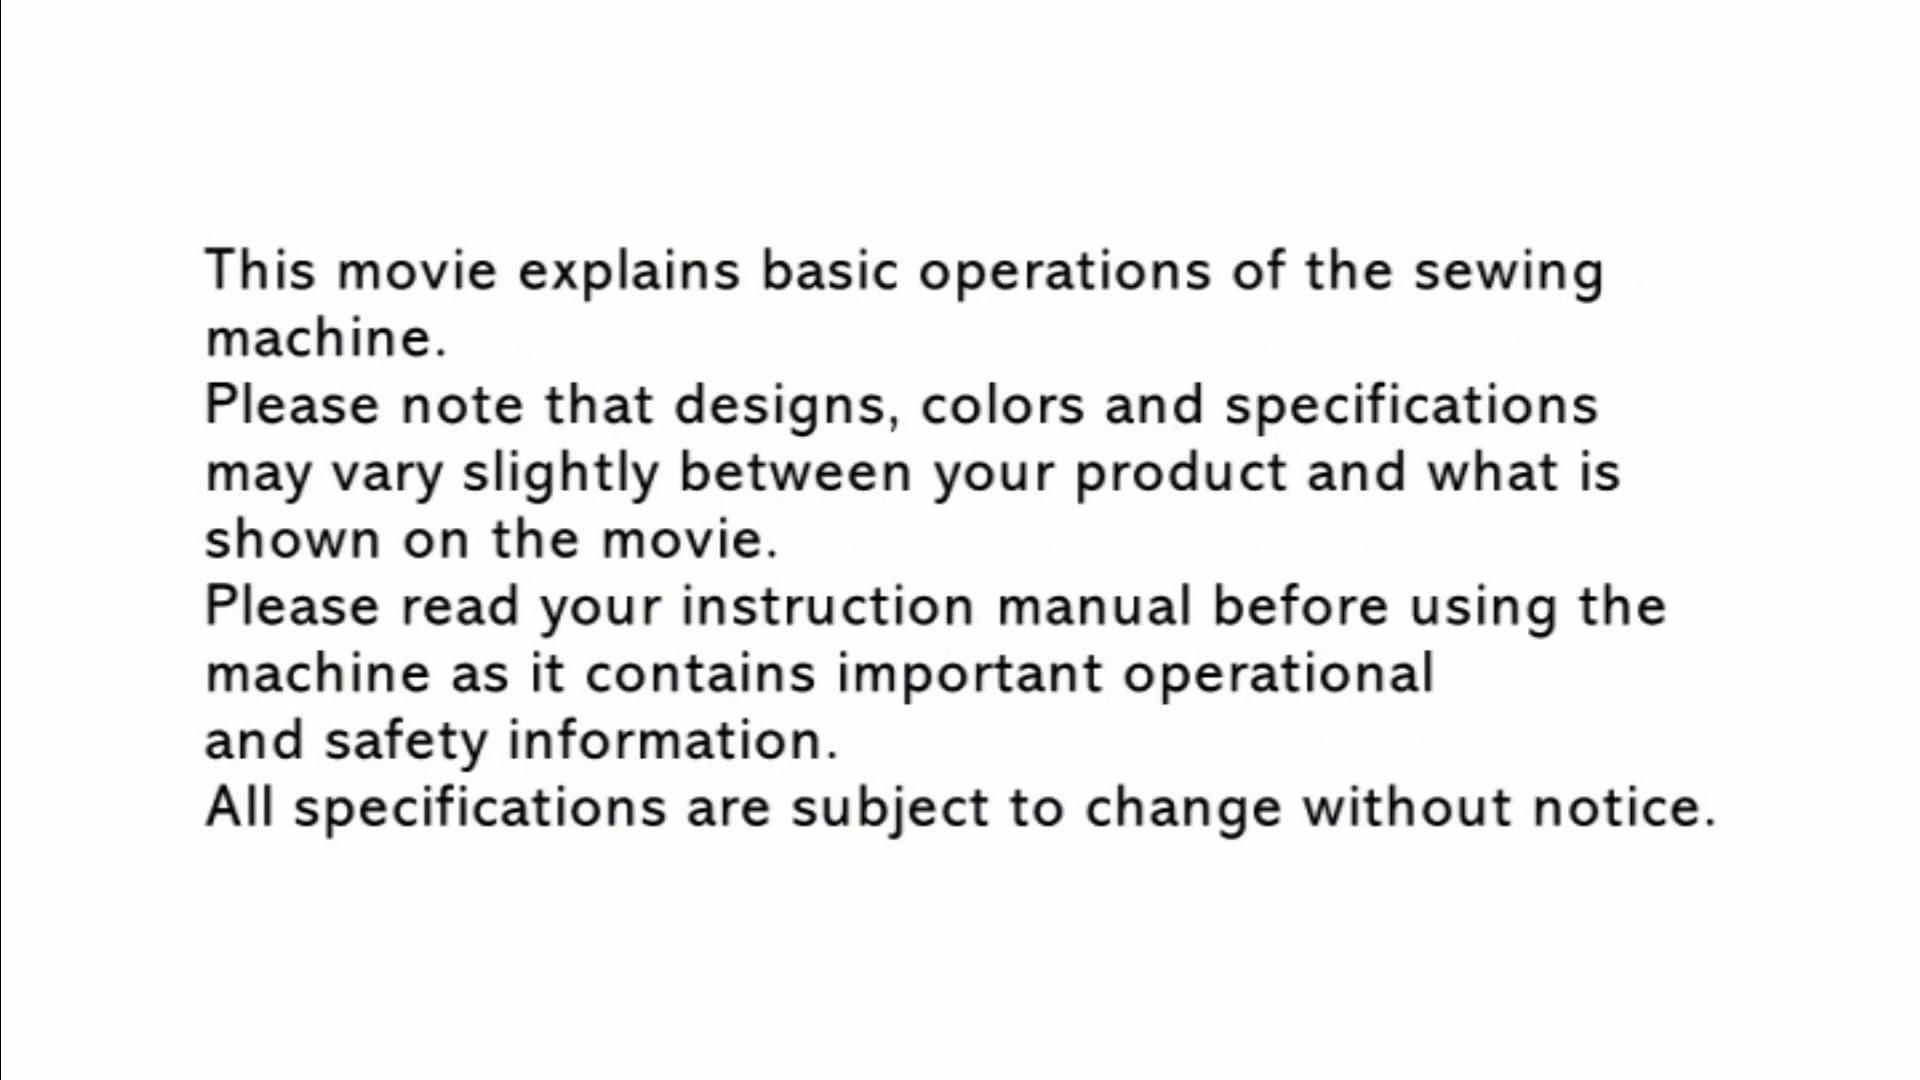 This movie explains basic operations of the sewing
machine.
Please note that designs, colors and specifications
may vary slightly between your product and what is
shown on the movie.
Please read your instruction manual before using the
machine as it contains important operational
and safety information.
All specifications are subject to change without notice.